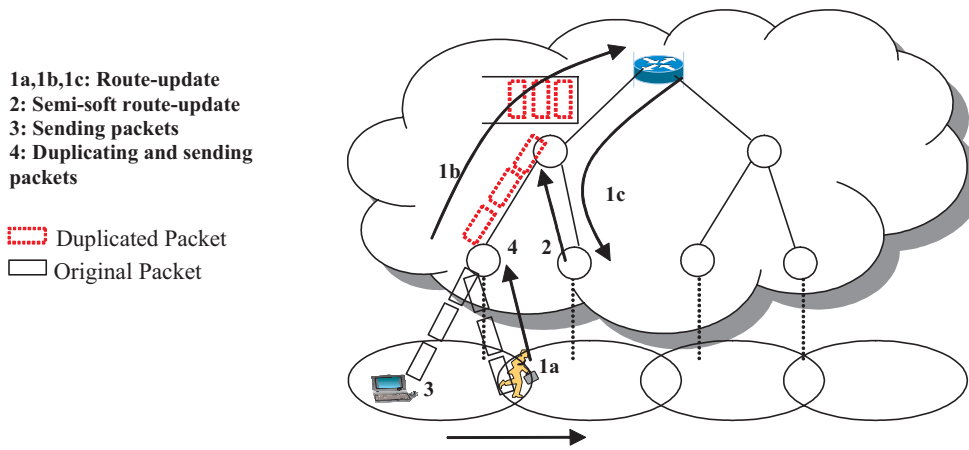 1a,1b,1c: Route-update
2: Semi-soft route-update
3: Sending packets
4: Duplicating and sending
packets
Duplicated Packet
Original Packet
1b
1c
4
2
1a
3